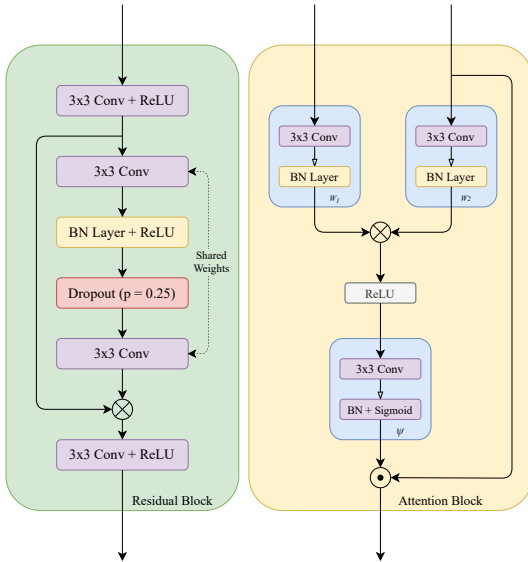 3x3 Conv + ReLU
3x3 Conv
BN Layer + ReLU
Shared
Weights
Dropout (p = 0.25)
3x3 Conv
3x3 Conv + ReLU
Residual Block
3x3 Conv
BN Layer
W1
3x3 Conv
BN Layer
W2
ReLU
3x3 Conv
BN + Sigmoid
ψ
Attention Block